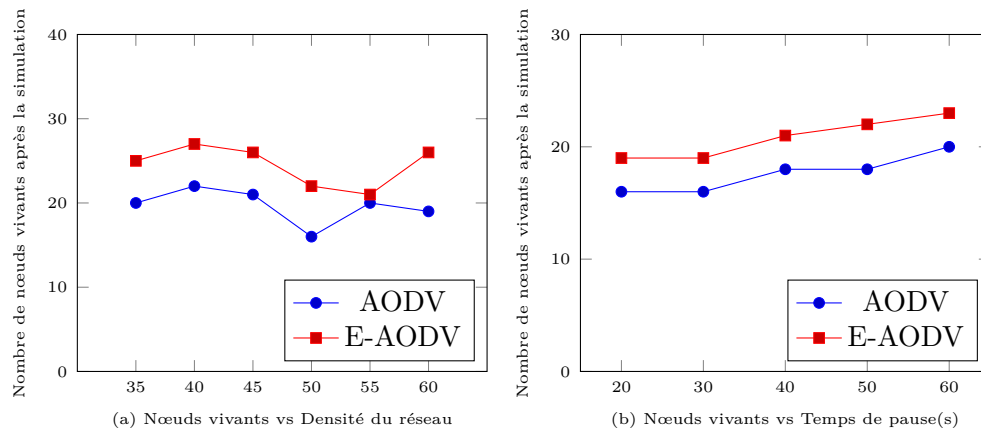 Nombre de nœuds vivants après la simulation
40
30
20
10
0
35 40 45 50 55 60
AODV
E-AODV
(a) Nœuds vivants vs Densité du réseau
Nombre de nœuds vivants après la simulation
30
20
10
0
20 30 40 50 60
AODV
E-AODV
(b) Nœuds vivants vs Temps de pause(s)